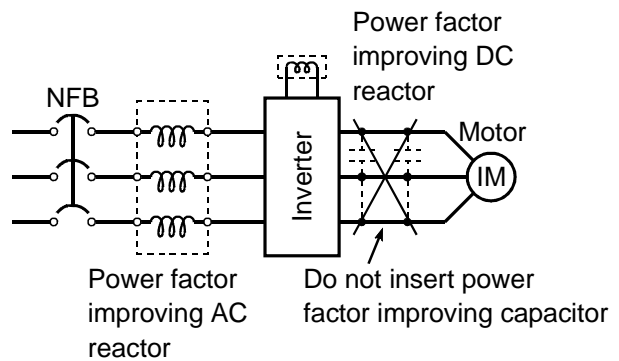 Power factor
improving DC
reactor
NFB
Motor
Inverter
IM
Power factor
improving AC
reactor
Do not insert power
factor improving capacitor